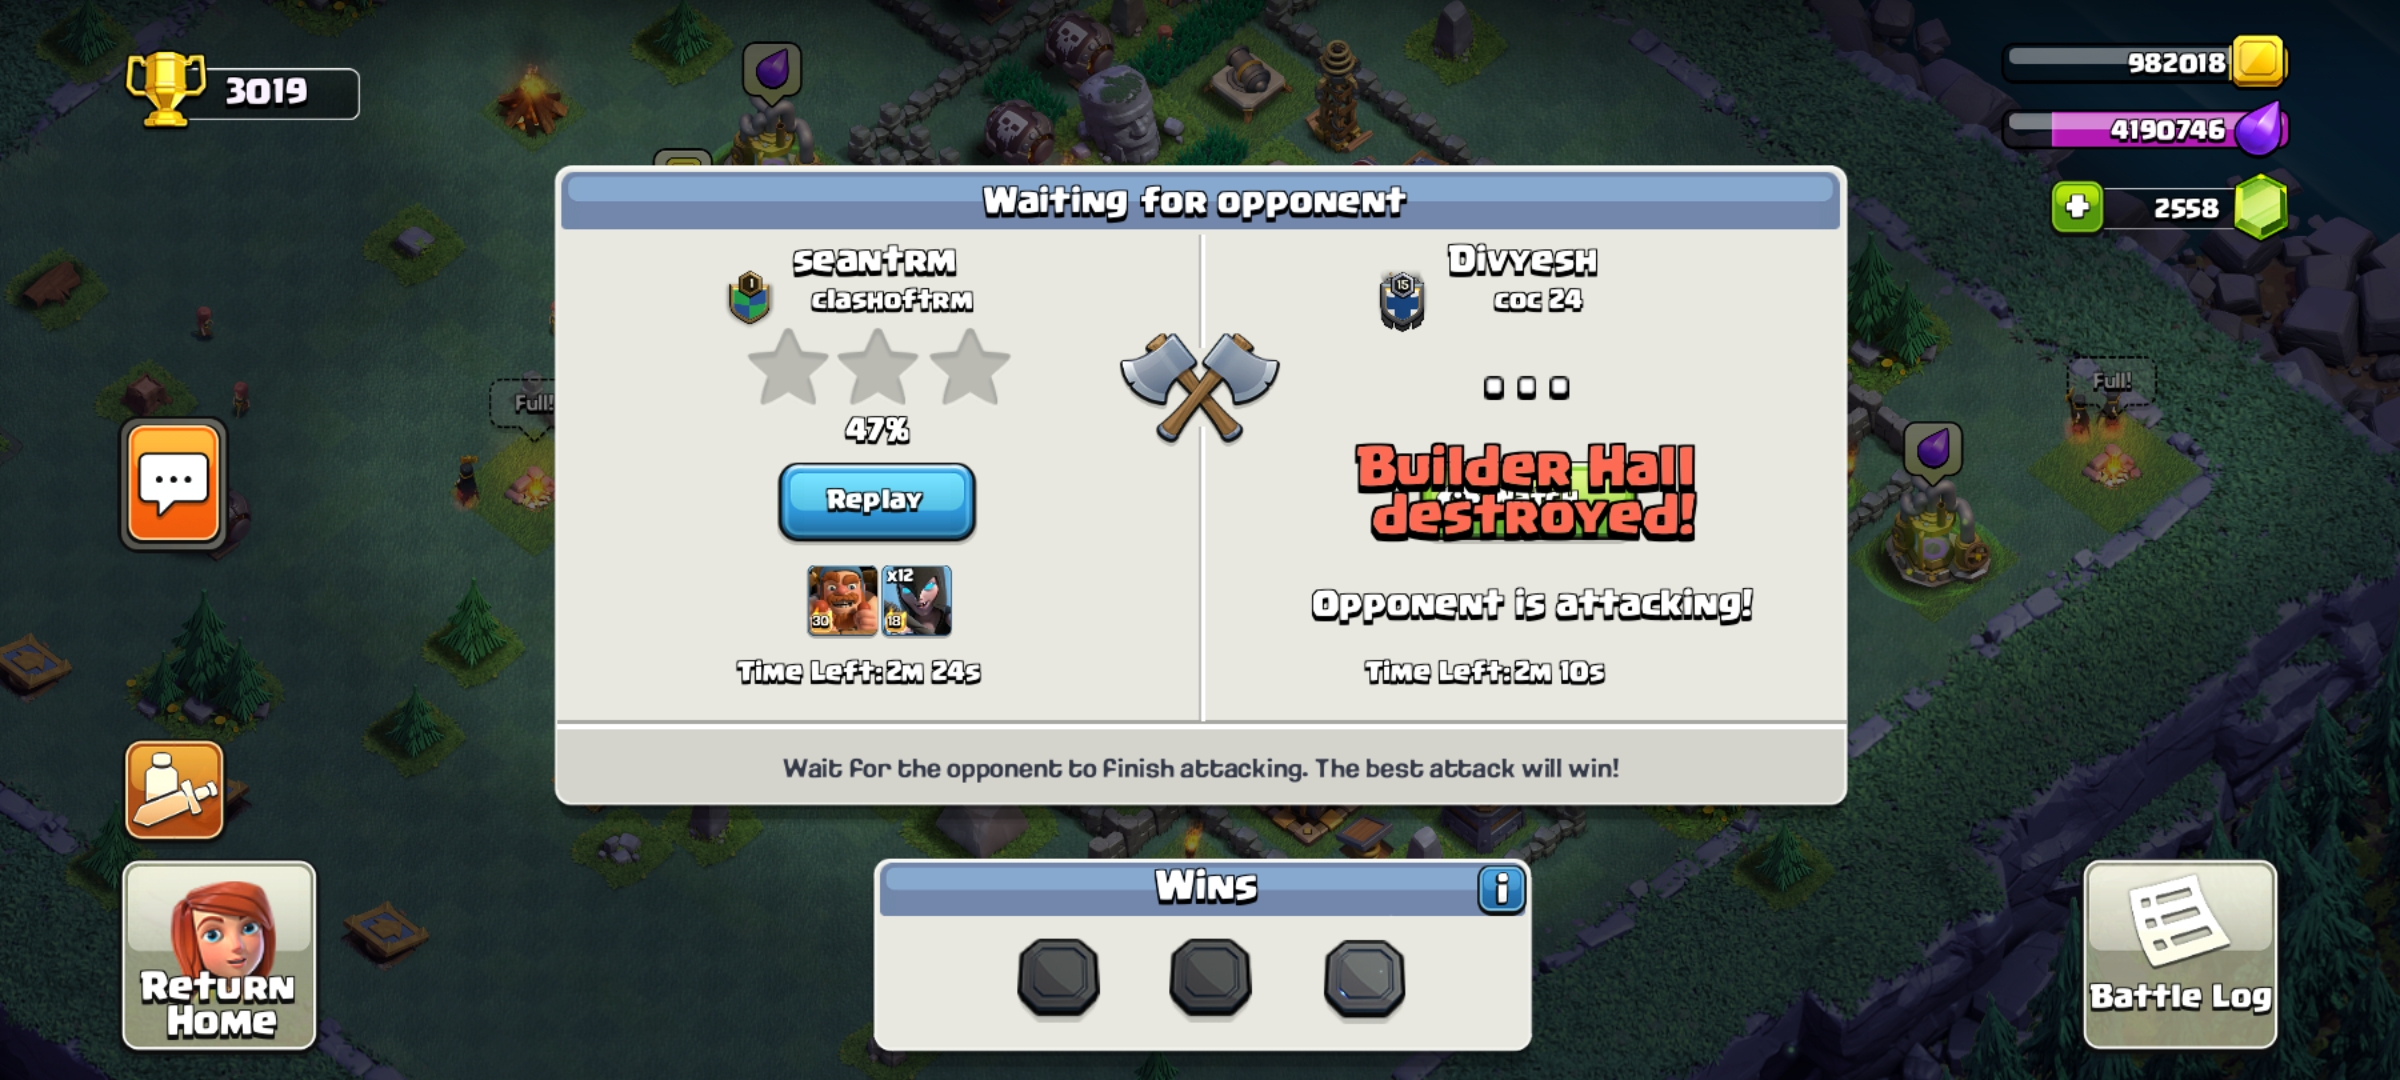 3019
982018
4190746
2558
Waiting for opponent
seantrm
1
clashoftrm
47%
Replay
30
x12
18
Time Left:2m 24s
Divyesh
15
coc 24
Builder Hall
destroyed!
Opponent is attacking!
Time Left:2m 10s
Full!
Full!
Wait for the opponent to finish attacking. The best attack will win!
Wins
i
Return
Home
Battle Log